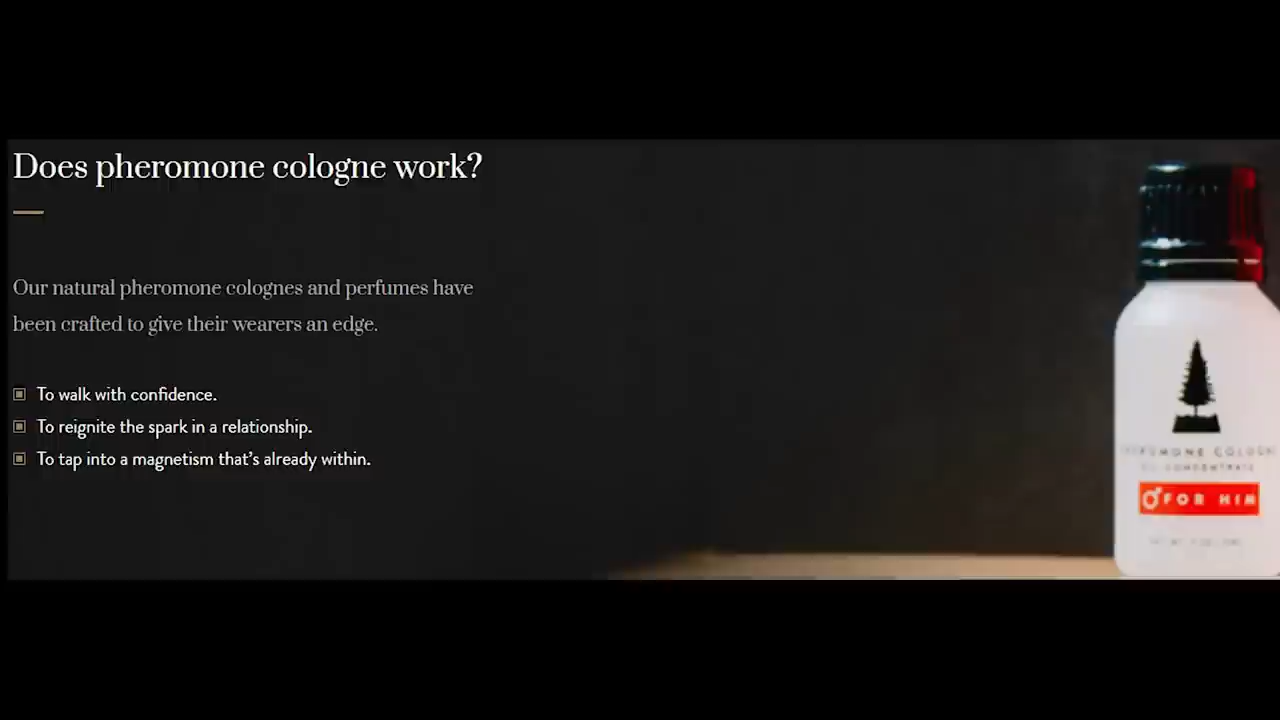 Does pheromone cologne work?
Our natural pheromone colognes and perfumes have
been crafted to give their wearers an edge.
To walk with confidence.
To reignite the spark in a relationship.
To tap into a magnetism that's already within.
COLOGNE
CONCENTRATE
FOR HIM